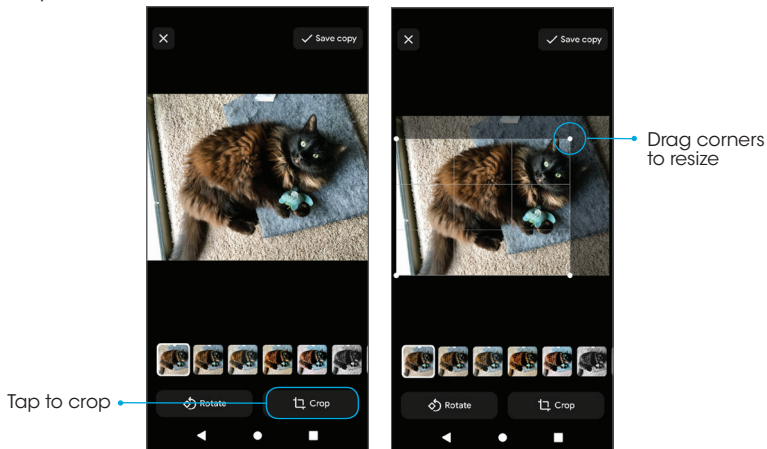 Save copy
Save copy
Drag corners
to resize
Tap to crop
Rotate
Crop
Rotate
Crop